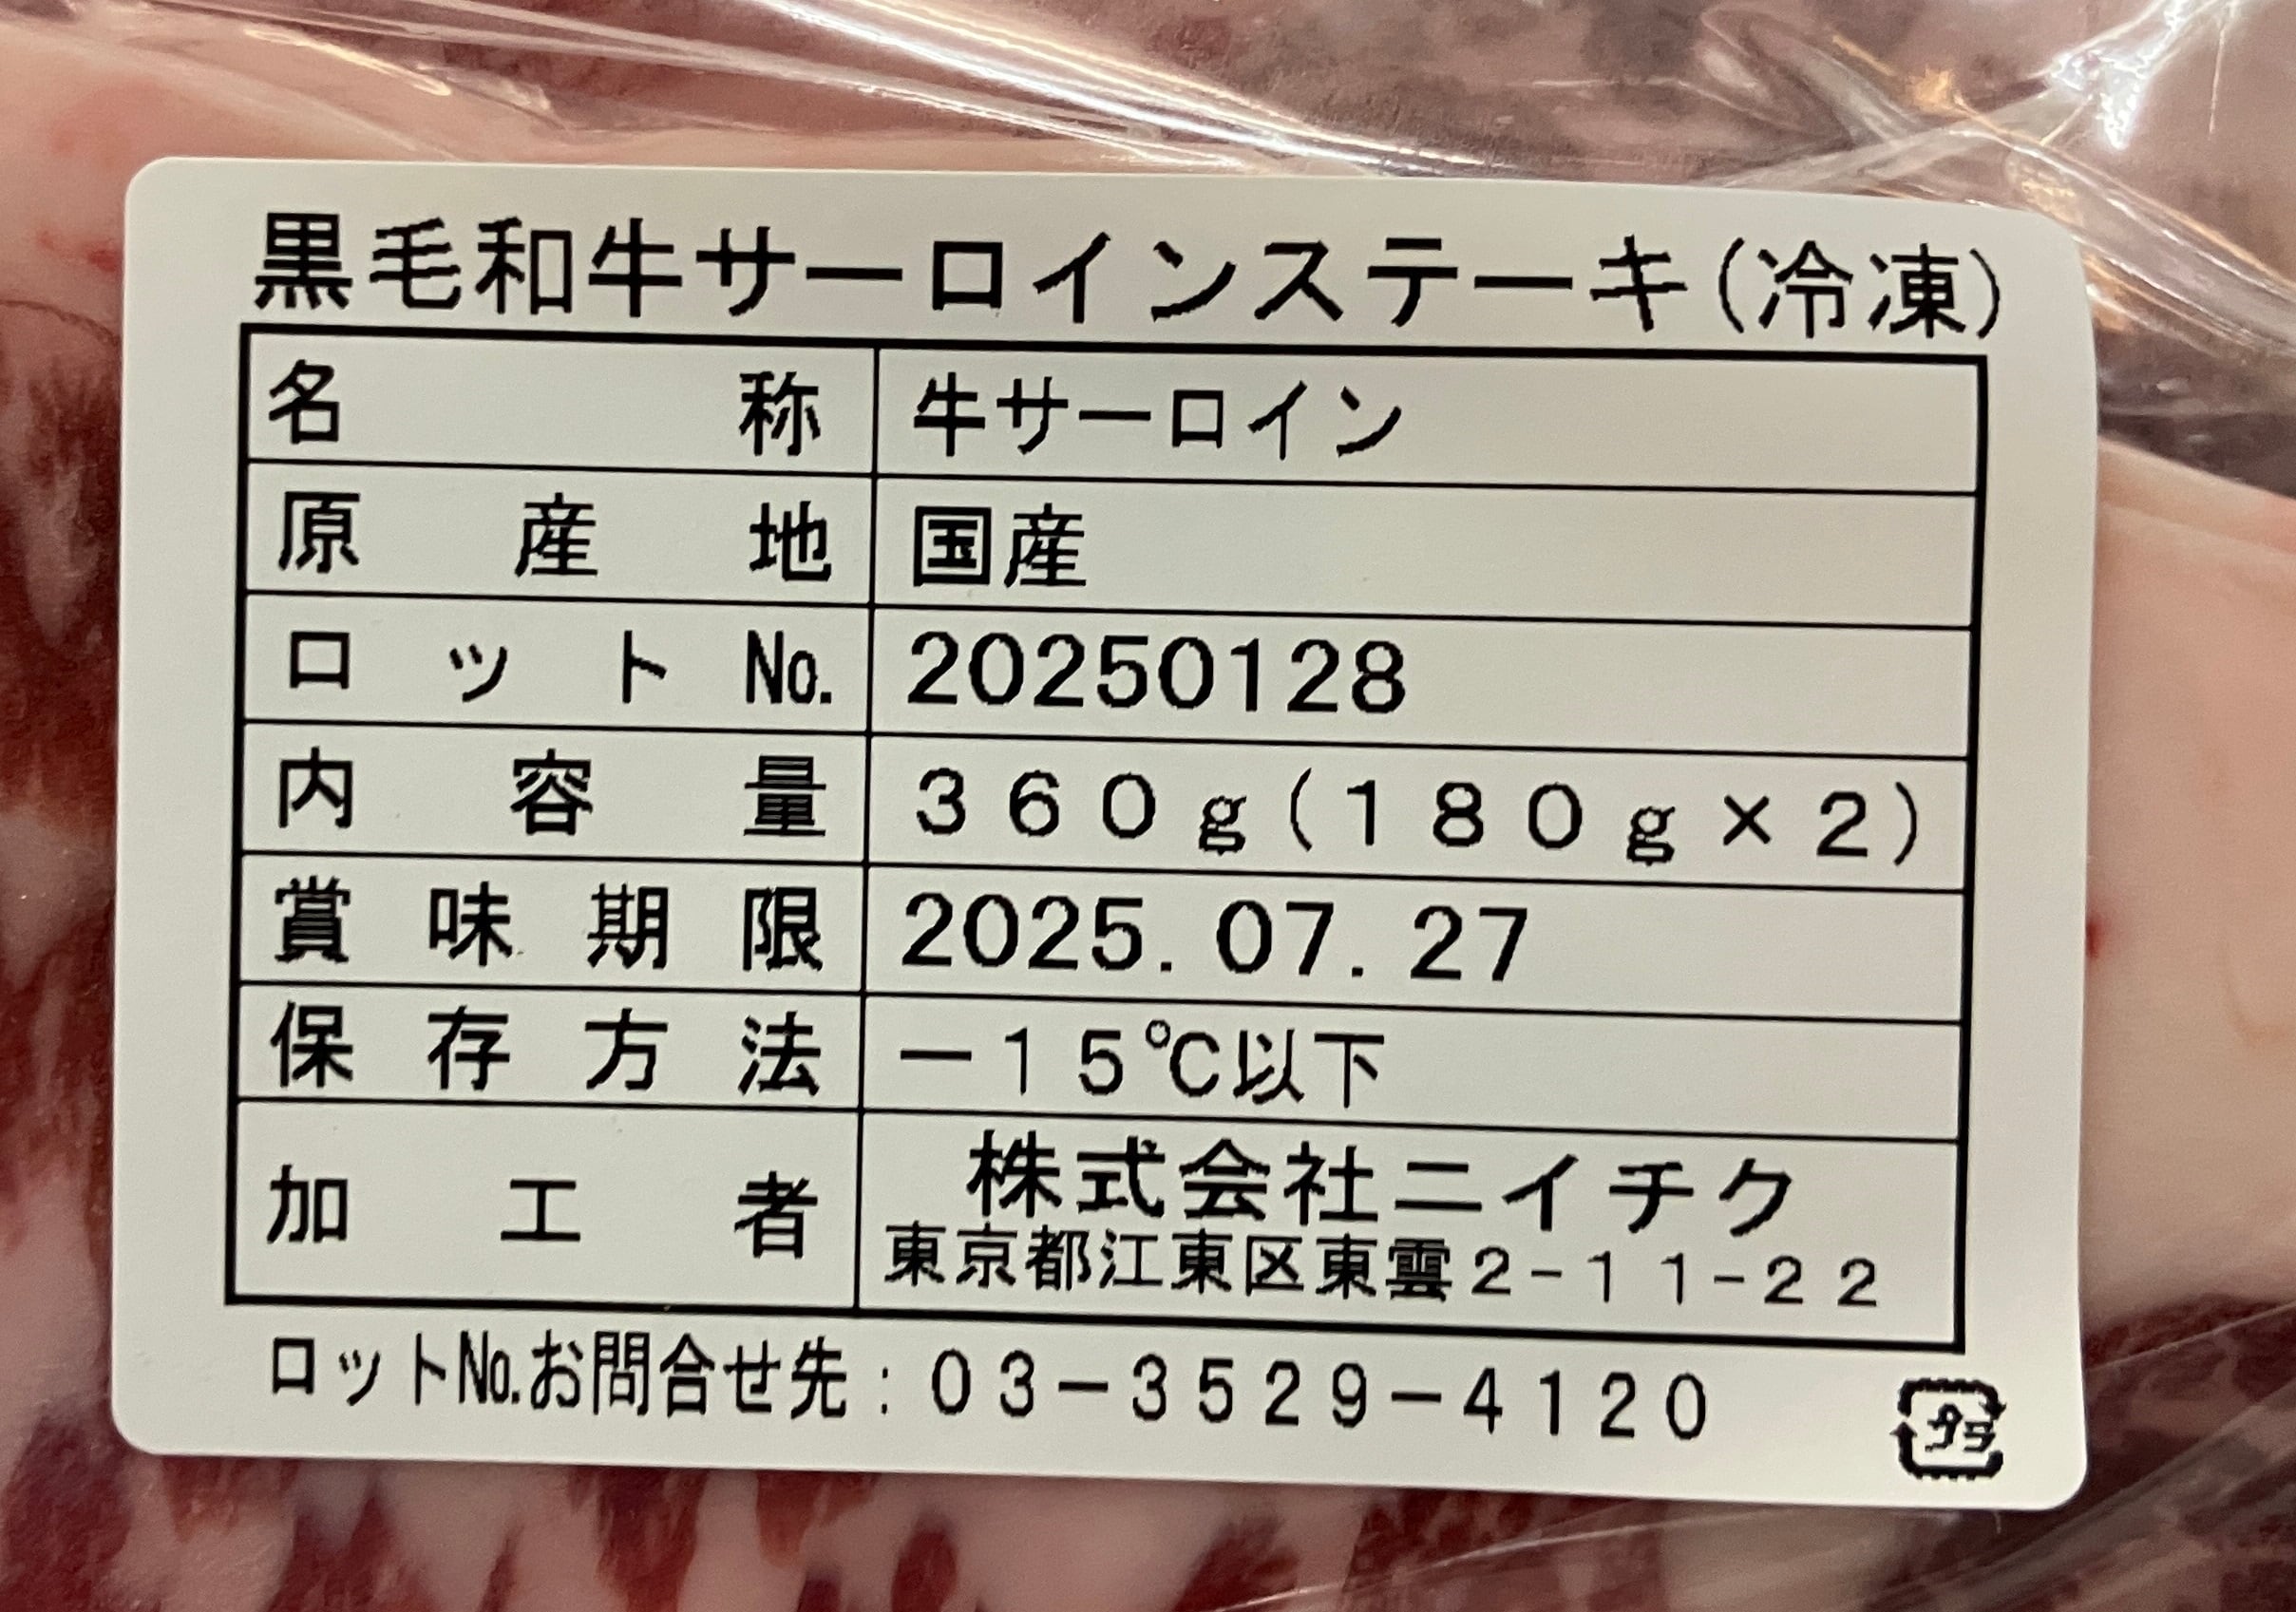 黒毛和牛サーロインステーキ(冷凍)
名称 牛サーロイン
原産地 国産
ロットNo. 20250128
内容量 360g(180g×2)
賞味期限 2025.07.27
保存方法 −15℃以下
加工者 株式会社ニイチク
東京都江東区東雲2-11-22
ロットNo.お問合せ先:03−3529−4120
プラ